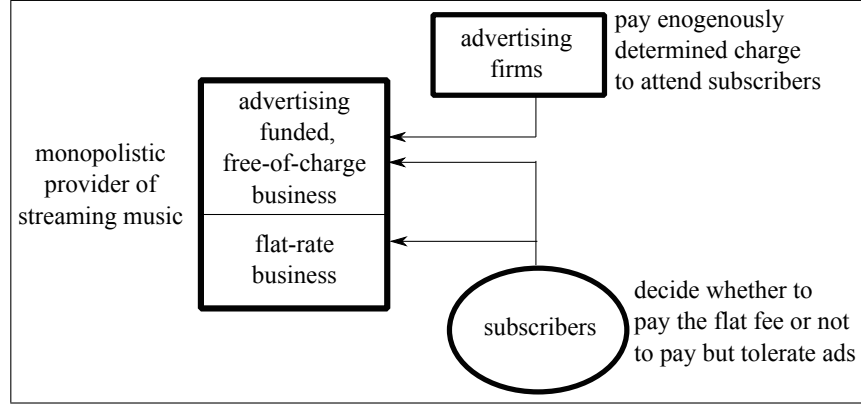 advertising
firms
pay enogenously
determined charge
to attend subscribers
monopolistic
provider of
streaming music
advertising
funded,
free-of-charge
business
flat-rate
business
subscribers
decide whether to
pay the flat fee or not
to pay but tolerate ads